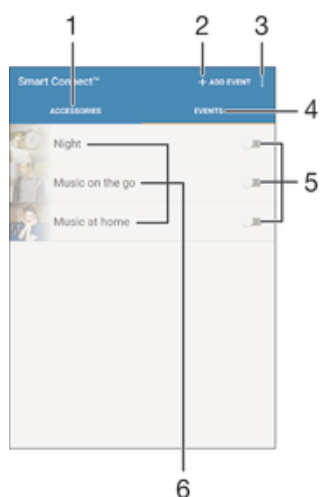 1 2 3
Smart Connect™ + ADD EVENT
ACCESSORIES EVENTS 4
Night
Music on the go 5
Music at home
6